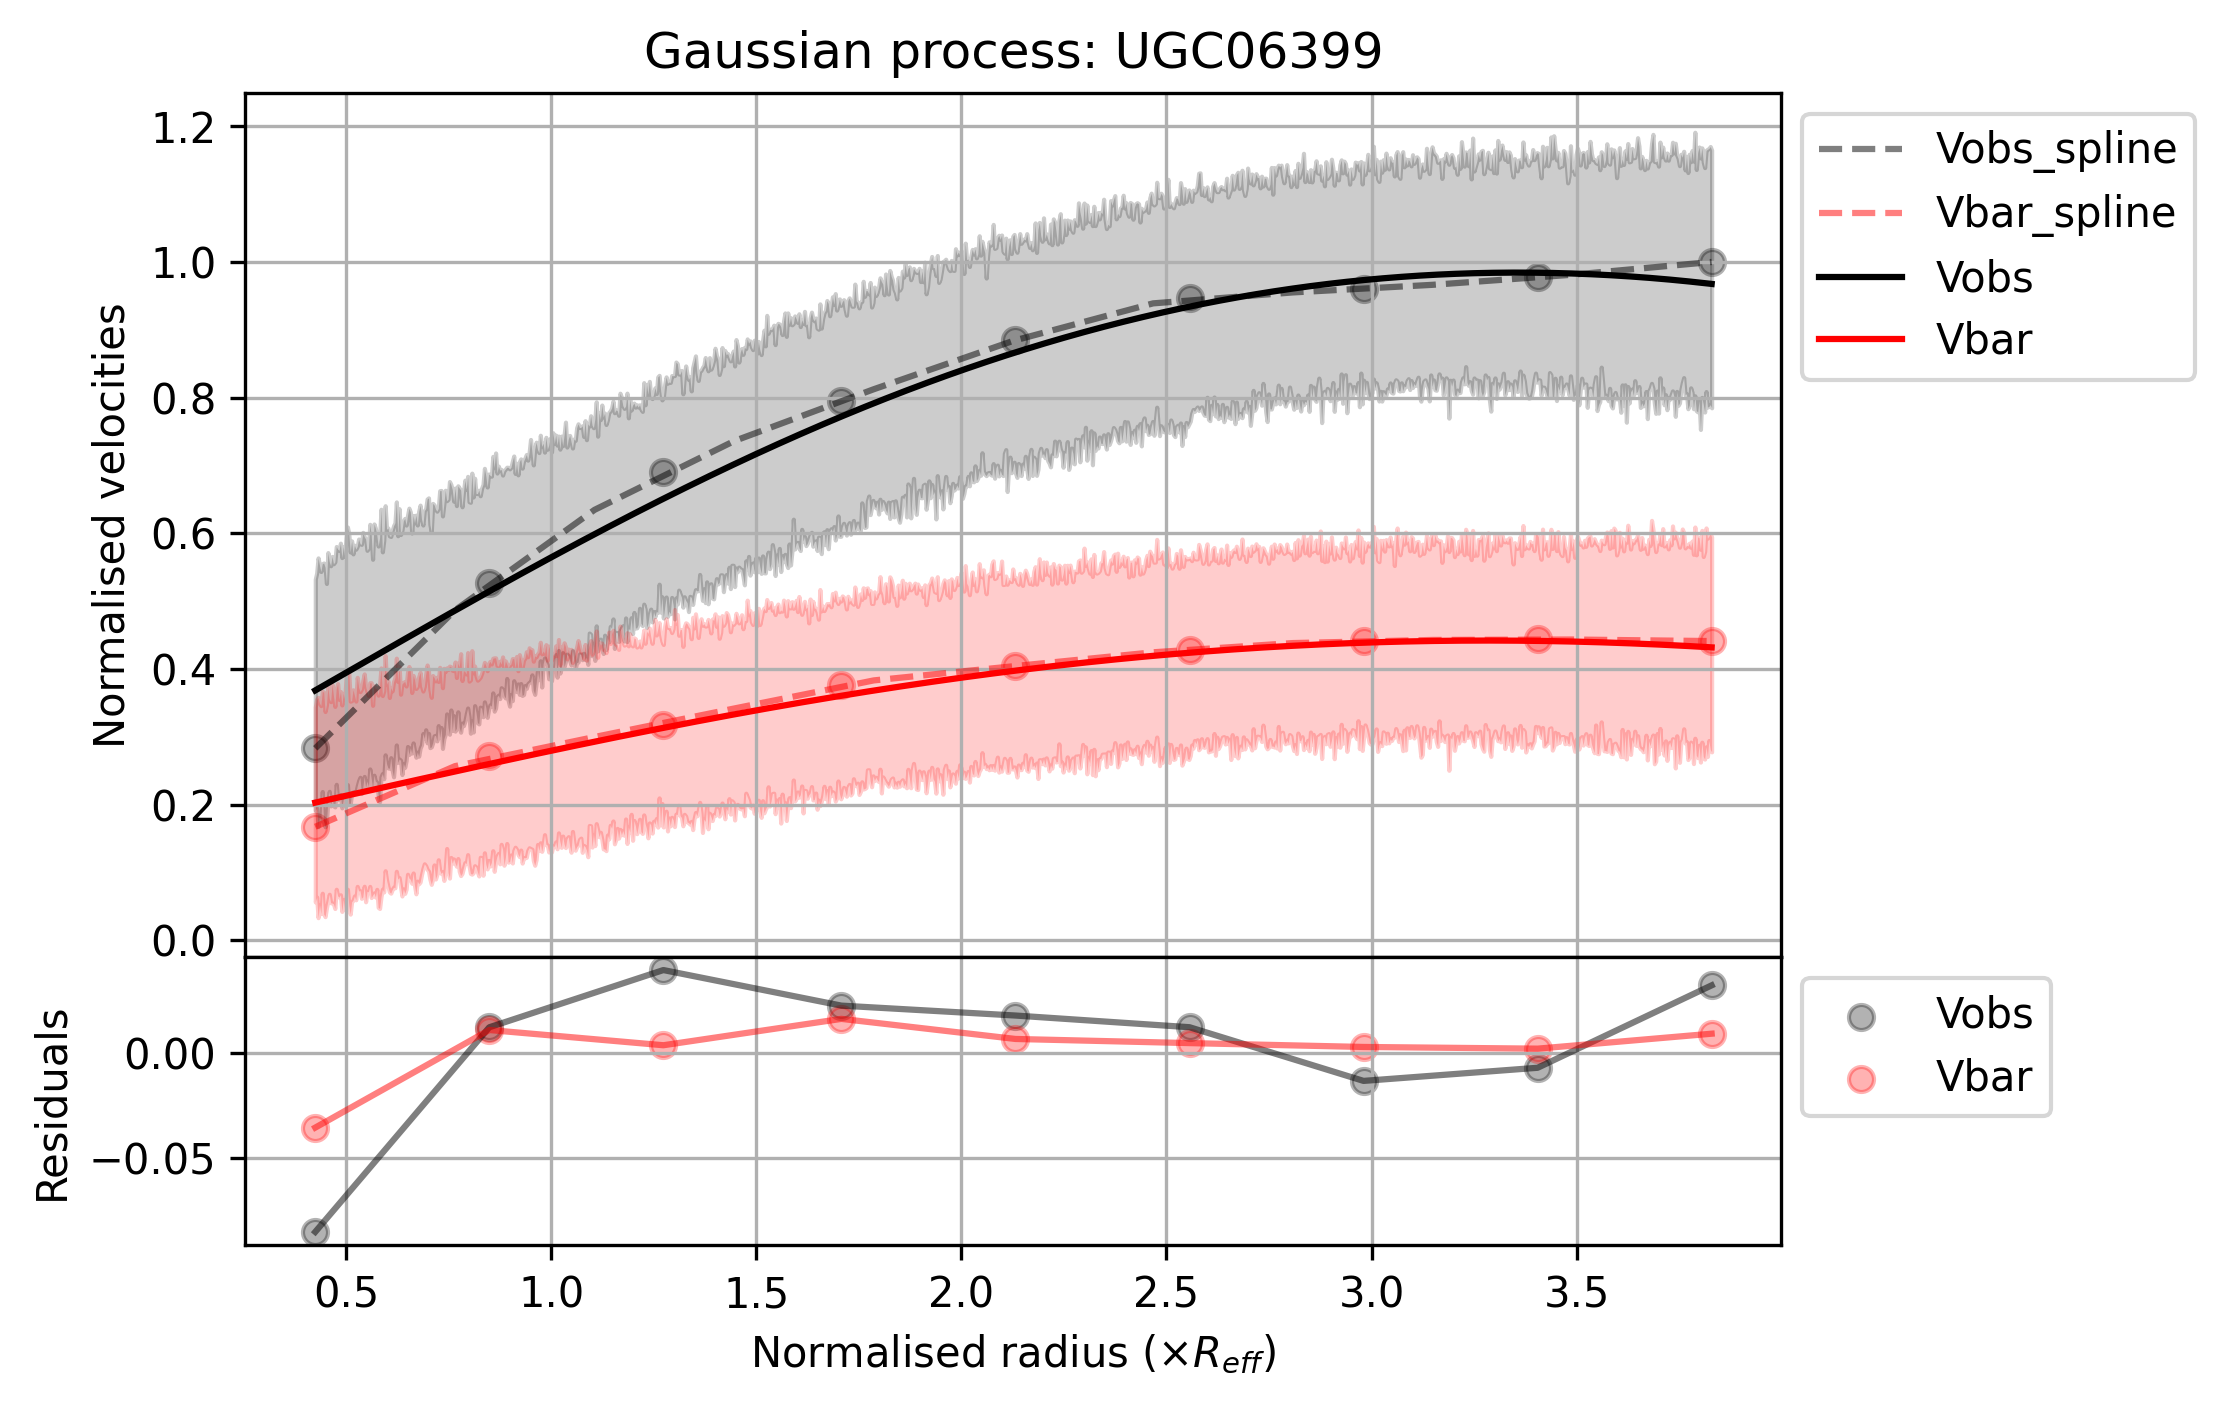 Gaussian process: UGC06399
1.2
1.0
0.8
0.6
0.4
0.2
0.0
Normalised velocities
Vobs_spline
Vbar_spline
Vobs
Vbar
0.00
−0.05
Residuals
Vobs
Vbar
0.5 1.0 1.5 2.0 2.5 3.0 3.5
Normalised radius (×R_{eff})